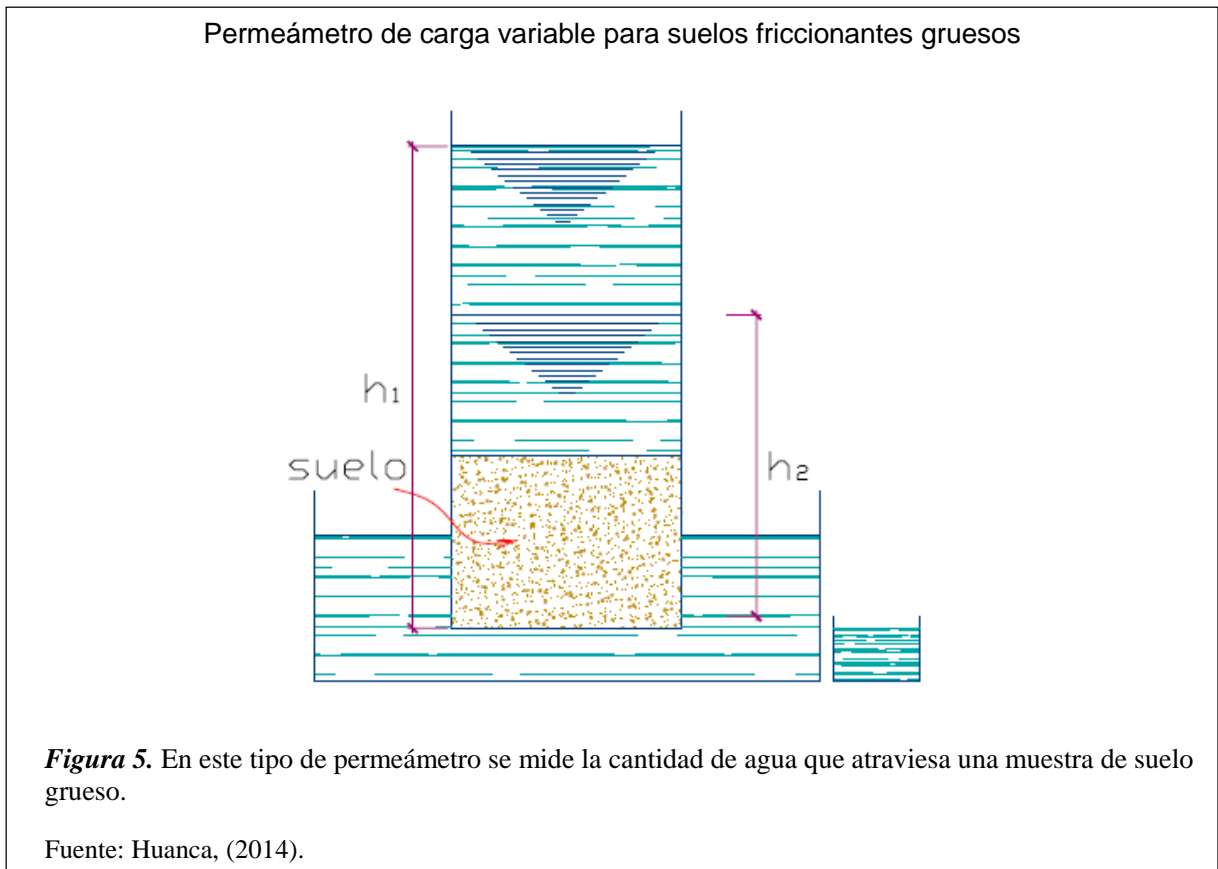 Permeámetro de carga variable para suelos friccionantes gruesos
h1
suelo
h2
Figura 5. En este tipo de permeámetro se mide la cantidad de agua que atraviesa una muestra de suelo
grueso.
Fuente: Huanca, (2014).